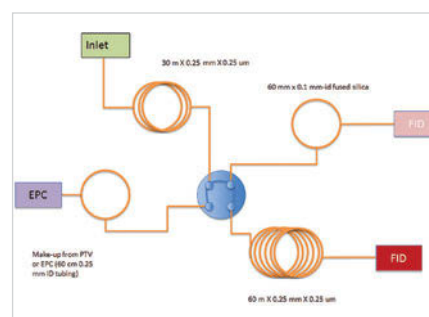 Inlet
30 m X 0.25 mm X 0.25 um
60 mm x 0.1 mm-id fused silica
FID
EPC
Make-up from PTV
or EPC (60 cm 0.25
mm ID tubing)
FID
60 m X 0.25 mm X 0.25 um